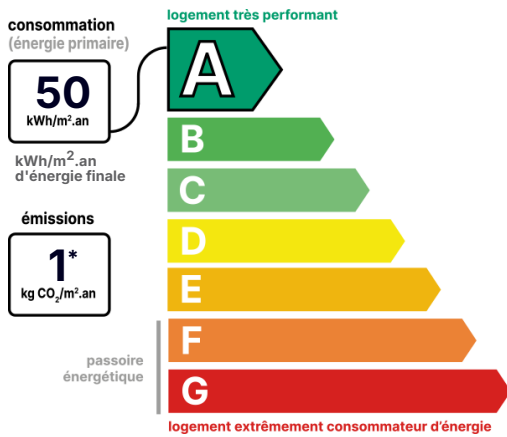 logement très performant
consommation
(énergie primaire)
50
kWh/m².an
kWh/m².an
d'énergie finale
émissions
1*
kg CO₂/m².an
A
B
C
D
E
F
G
passoire
énergétique
logement extrêmement consommateur d'énergie